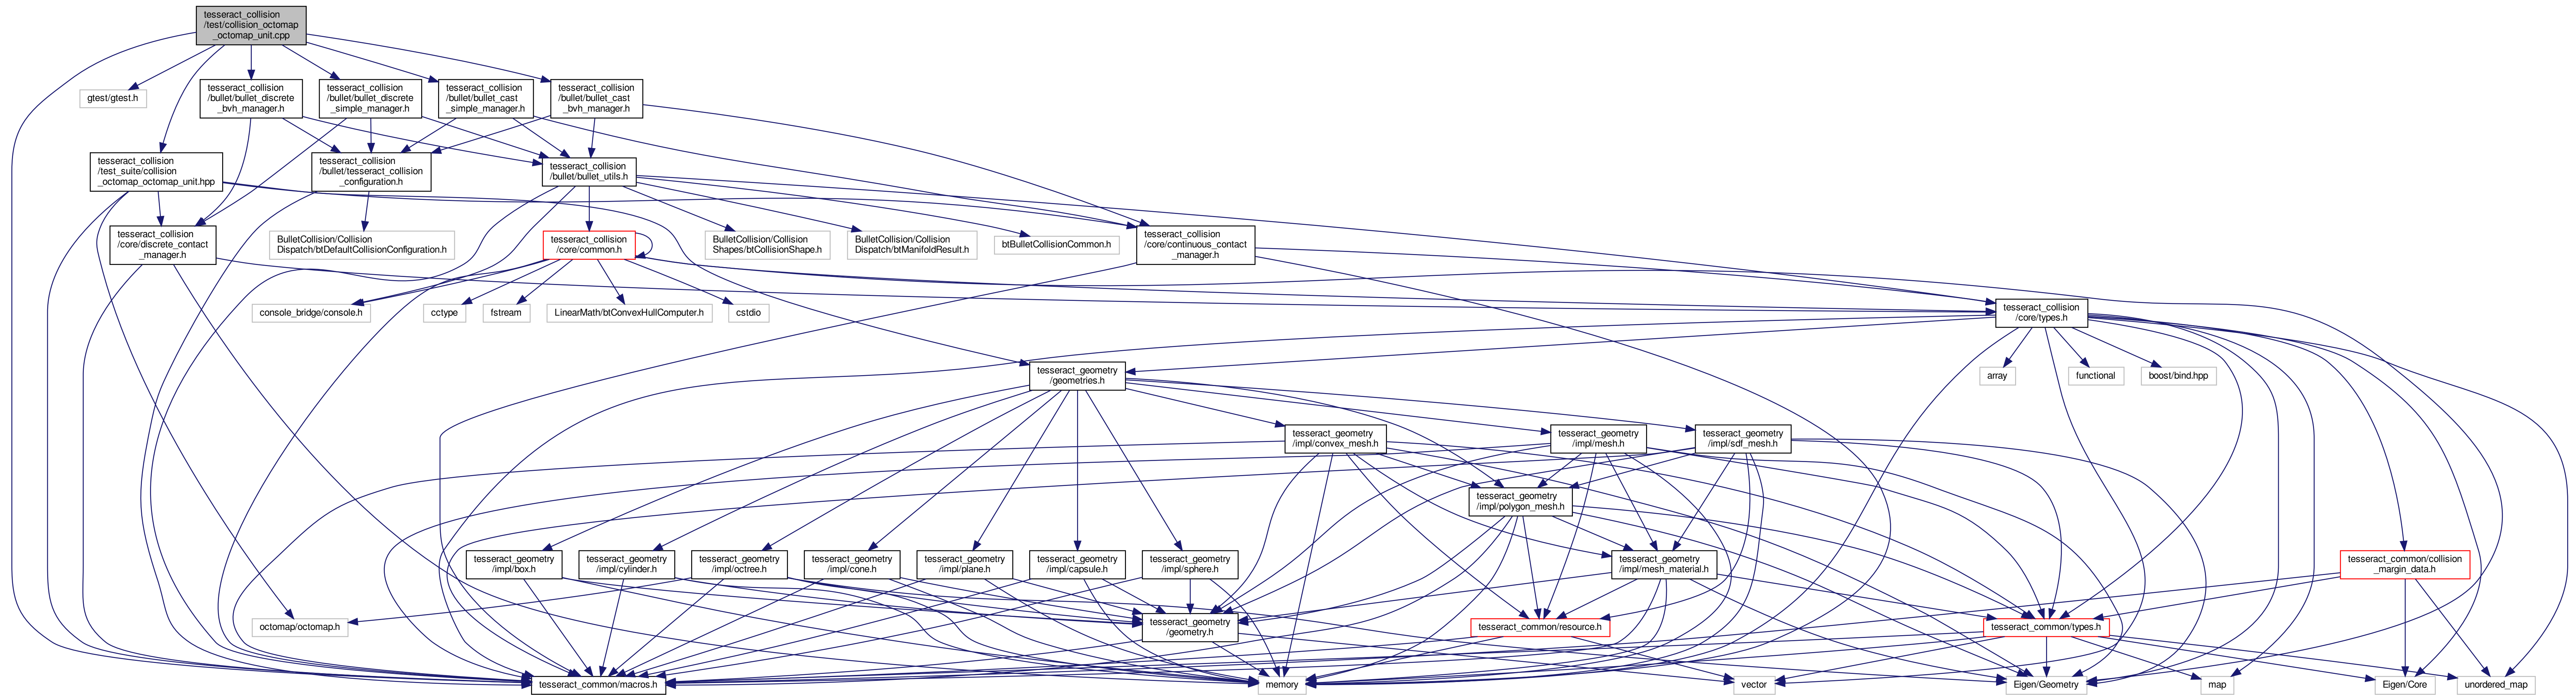 tesseract_collision
/test/collision_octomap
_octomap_unit.cpp
gtest/gtest.h
tesseract_collision
/bullet/bullet_discrete
_bvh_manager.h
tesseract_collision
/bullet/bullet_discrete
_simple_manager.h
tesseract_collision
/bullet/bullet_cast
_simple_manager.h
tesseract_collision
/bullet/bullet_cast
_bvh_manager.h
tesseract_collision
/test_suite/collision
_octomap_octomap_unit.hpp
tesseract_collision
/bullet/tesseract_collision
_configuration.h
tesseract_collision
/bullet/bullet_utils.h
tesseract_collision
/core/discrete_contact
_manager.h
BulletCollision/Collision
Dispatch/btDefaultCollisionConfiguration.h
tesseract_collision
/core/common.h
BulletCollision/Collision
Shapes/btCollisionShape.h
BulletCollision/Collision
Dispatch/btManifoldResult.h
btBulletCollisionCommon.h
tesseract_collision
/core/continuous_contact
_manager.h
console_bridge/console.h
cctype
fstream
LinearMath/btConvexHullComputer.h
cstdio
tesseract_collision
/core/types.h
tesseract_geometry
/geometries.h
array
functional
boost/bind.hpp
tesseract_geometry
/impl/convex_mesh.h
tesseract_geometry
/impl/mesh.h
tesseract_geometry
/impl/sdf_mesh.h
tesseract_geometry
/impl/polygon_mesh.h
tesseract_geometry
/impl/box.h
tesseract_geometry
/impl/cylinder.h
tesseract_geometry
/impl/octree.h
tesseract_geometry
/impl/cone.h
tesseract_geometry
/impl/plane.h
tesseract_geometry
/impl/capsule.h
tesseract_geometry
/impl/sphere.h
tesseract_geometry
/impl/mesh_material.h
tesseract_common/collision
_margin_data.h
octomap/octomap.h
tesseract_geometry
/geometry.h
tesseract_common/resource.h
tesseract_common/types.h
tesseract_common/macros.h
memory
vector
Eigen/Geometry
map
Eigen/Core
unordered_map